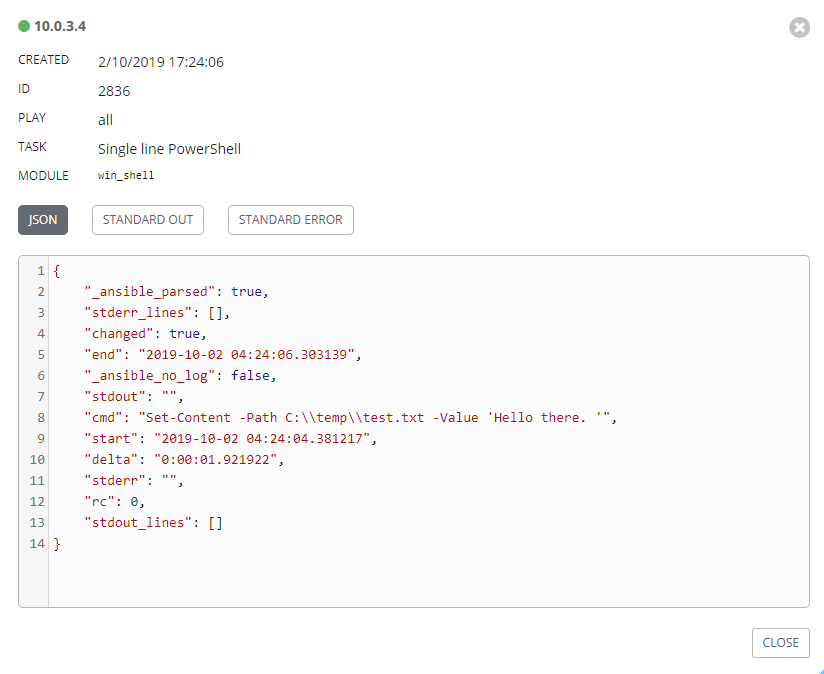 10.0.3.4
CREATED 2/10/2019 17:24:06
ID 2836
PLAY all
TASK Single line PowerShell
MODULE win_shell
JSON STANDARD OUT STANDARD ERROR
1 {
2 "_ansible_parsed": true,
3 "stderr_lines": [],
4 "changed": true,
5 "end": "2019-10-02 04:24:06.303139",
6 "_ansible_no_log": false,
7 "stdout": "",
8 "cmd": "Set-Content -Path C:\\temp\\test.txt -Value 'Hello there. '",
9 "start": "2019-10-02 04:24:04.381217",
10 "delta": "0:00:01.921922",
11 "stderr": "",
12 "rc": 0,
13 "stdout_lines": []
14 }
CLOSE